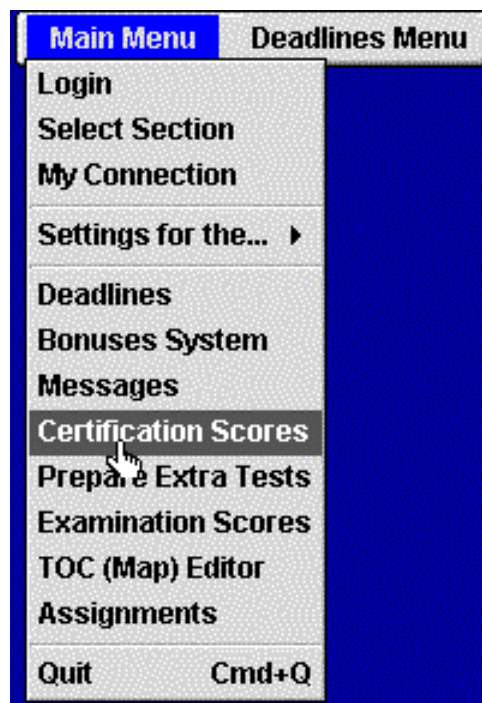 Main Menu Deadlines Menu
Login
Select Section
My Connection
Settings for the...
Deadlines
Bonuses System
Messages
Certification Scores
Prepare Extra Tests
Examination Scores
TOC (Map) Editor
Assignments
Quit Cmd+Q